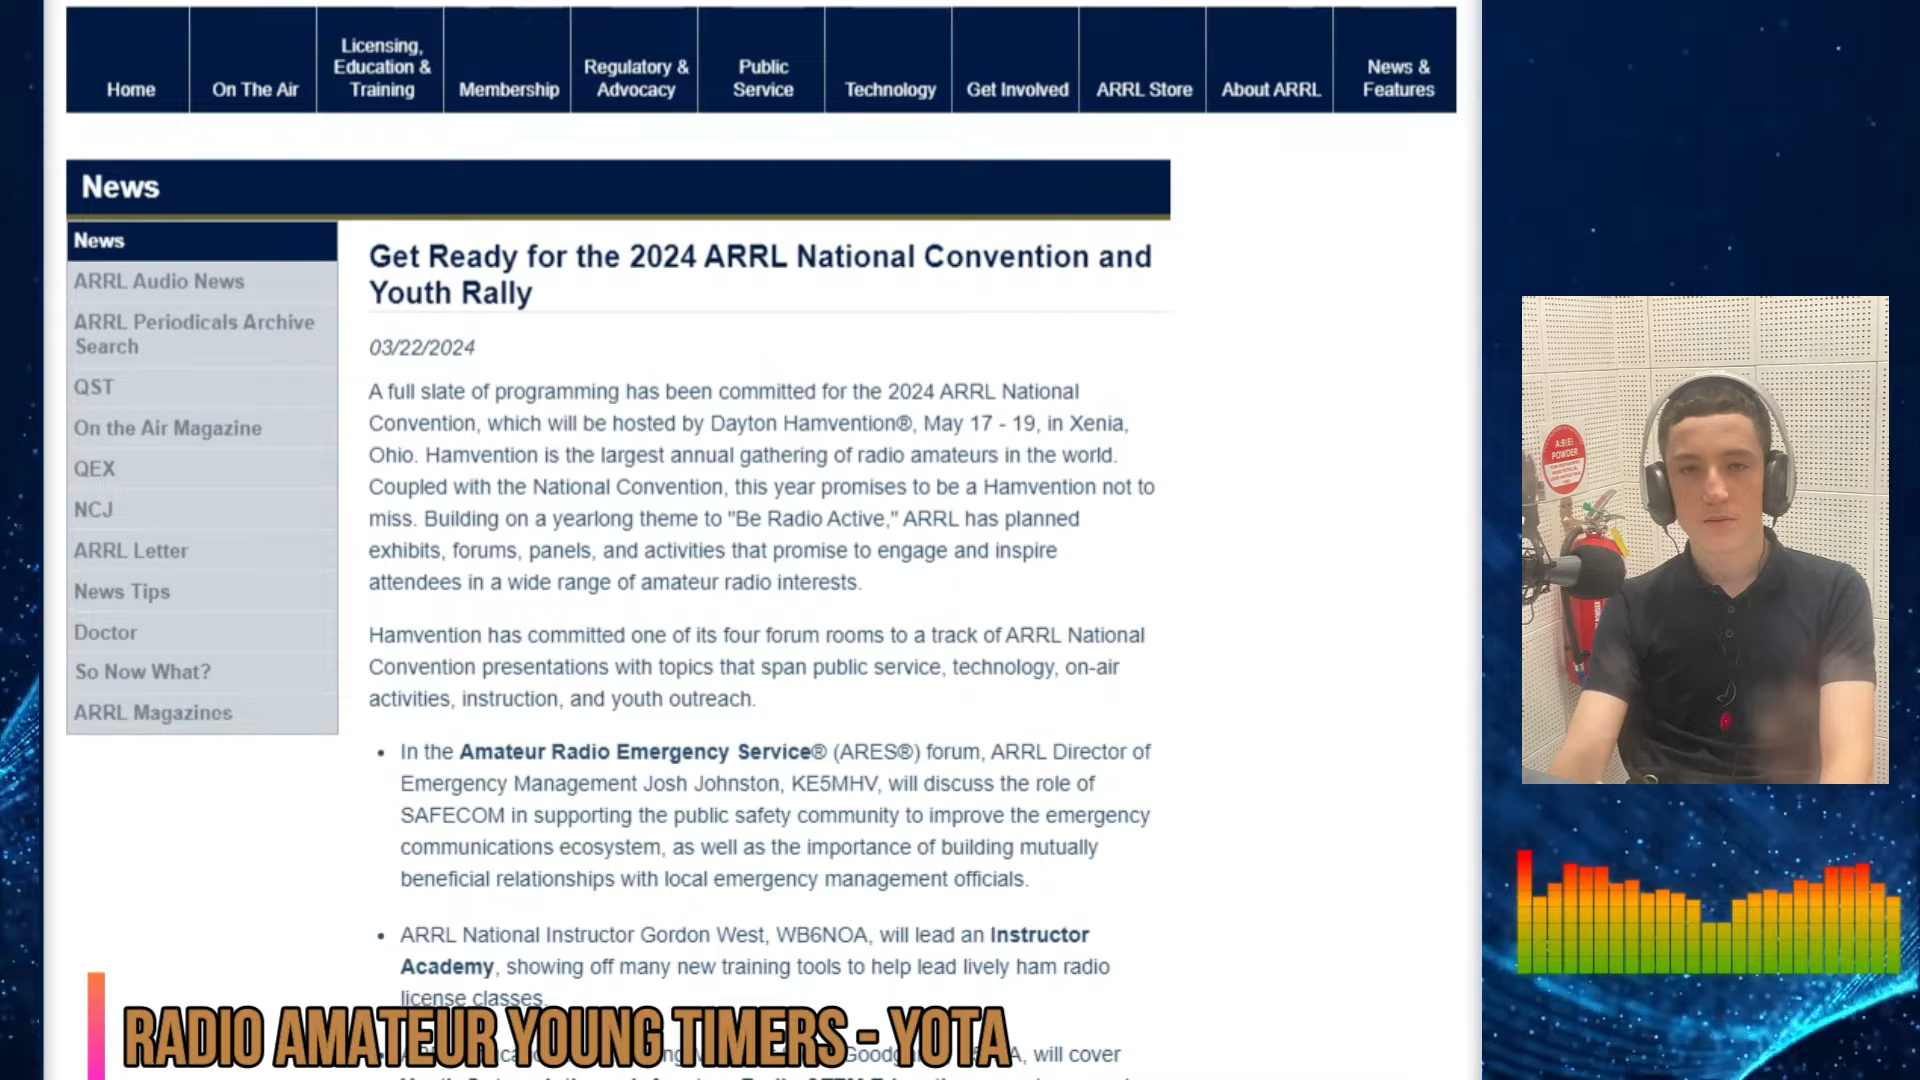 Home
On The Air
Licensing,
Education &
Training
Membership
Regulatory &
Advocacy
Public
Service
Technology
Get Involved
ARRL Store
About ARRL
News &
Features
News
News
ARRL Audio News
ARRL Periodicals Archive
Search
QST
On the Air Magazine
QEX
NCJ
ARRL Letter
News Tips
Doctor
So Now What?
ARRL Magazines
Get Ready for the 2024 ARRL National Convention and
Youth Rally
03/22/2024
A full slate of programming has been committed for the 2024 ARRL National
Convention, which will be hosted by Dayton Hamvention®, May 17 - 19, in Xenia,
Ohio. Hamvention is the largest annual gathering of radio amateurs in the world.
Coupled with the National Convention, this year promises to be a Hamvention not to
miss. Building on a yearlong theme to "Be Radio Active," ARRL has planned
exhibits, forums, panels, and activities that promise to engage and inspire
attendees in a wide range of amateur radio interests.
Hamvention has committed one of its four forum rooms to a track of ARRL National
Convention presentations with topics that span public service, technology, on-air
activities, instruction, and youth outreach.
• In the Amateur Radio Emergency Service® (ARES®) forum, ARRL Director of
Emergency Management Josh Johnston, KE5MHV, will discuss the role of
SAFECOM in supporting the public safety community to improve the emergency
communications ecosystem, as well as the importance of building mutually
beneficial relationships with local emergency management officials.
• ARRL National Instructor Gordon West, WB6NOA, will lead an Instructor
Academy, showing off many new training tools to help lead lively ham radio
license classes.
will cover
RADIO AMATEUR YOUNG TIMERS - YOTA
A:B(E)
POWDER